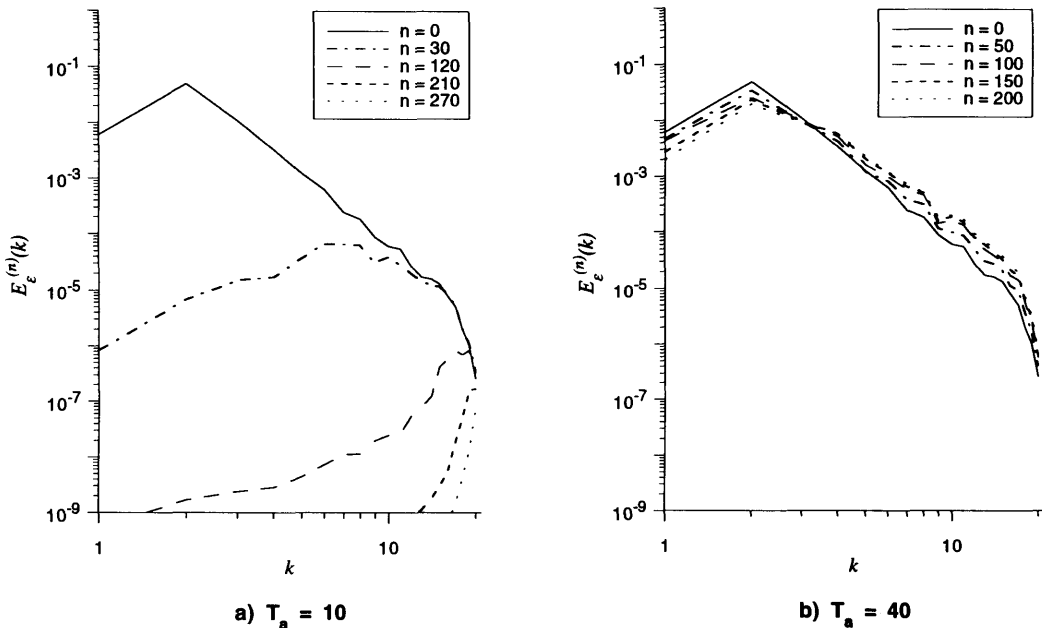 n = 0
n = 30
n = 120
n = 210
n = 270
10⁻¹
10⁻³
10⁻⁵
10⁻⁷
10⁻⁹
E_ε^(n)(k)
1
10
k
a) T_a = 10
n = 0
n = 50
n = 100
n = 150
n = 200
10⁻¹
10⁻³
10⁻⁵
10⁻⁷
10⁻⁹
E_ε^(n)(k)
1
10
k
b) T_a = 40